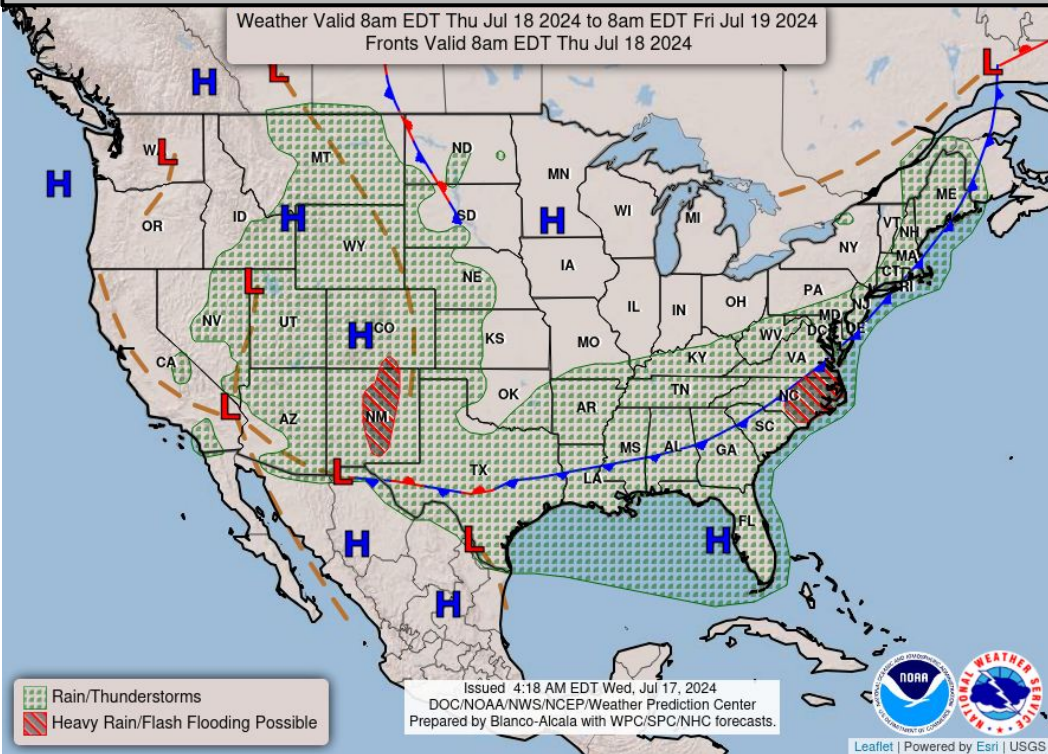 Weather Valid 8am EDT Thu Jul 18 2024 to 8am EDT Fri Jul 19 2024
Fronts Valid 8am EDT Thu Jul 18 2024
L
H
L
W
MT
ND
MN
H
L
ME
OR
ID
H
WY
SD
H
WI
MI
VT
NH
NY
MA
CT
RI
L
NV
UT
H
CO
NE
IA
IL
IN
OH
PA
NJ
MD
DC
DE
CA
KS
MO
WV
VA
KY
L
AZ
NM
OK
AR
TN
NC
SC
L
TX
MS
AL
GA
LA
FL
H
H
L
H
Rain/Thunderstorms
Heavy Rain/Flash Flooding Possible
Issued 4:18 AM EDT Wed, Jul 17, 2024
DOC/NOAA/NWS/NCEP/Weather Prediction Center
Prepared by Blanco-Alcala with WPC/SPC/NHC forecasts.
NOAA
NATIONAL WEATHER SERVICE
Leaflet | Powered by Esri | USGS